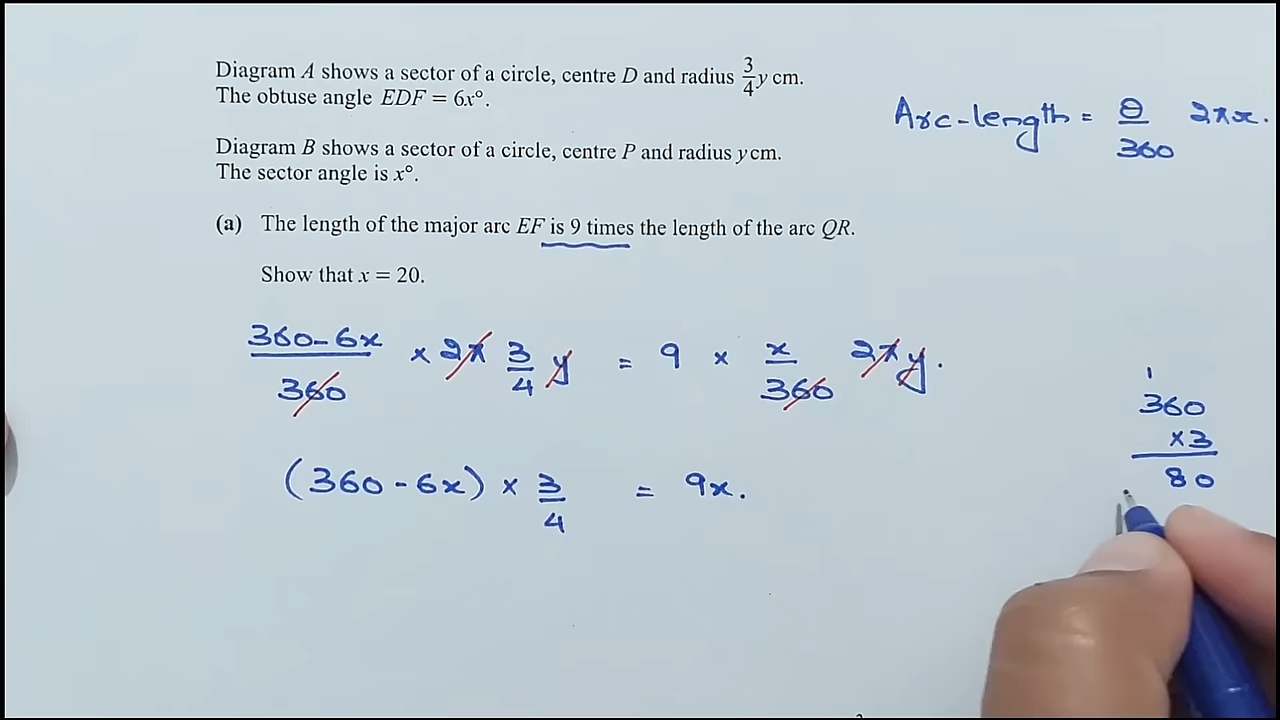 Diagram A shows a sector of a circle, centre D and radius 3/4 y cm.
The obtuse angle EDF = 6x°.
Arc-length = θ/360 2πr.
Diagram B shows a sector of a circle, centre P and radius y cm.
The sector angle is x°.
(a) The length of the major arc EF is 9 times the length of the arc QR.
Show that x = 20.
360-6x/360 × 2π 3/4 y = 9 × x/360 2πy.
1
360
×3
80
(360-6x) × 3/4 = 9x.